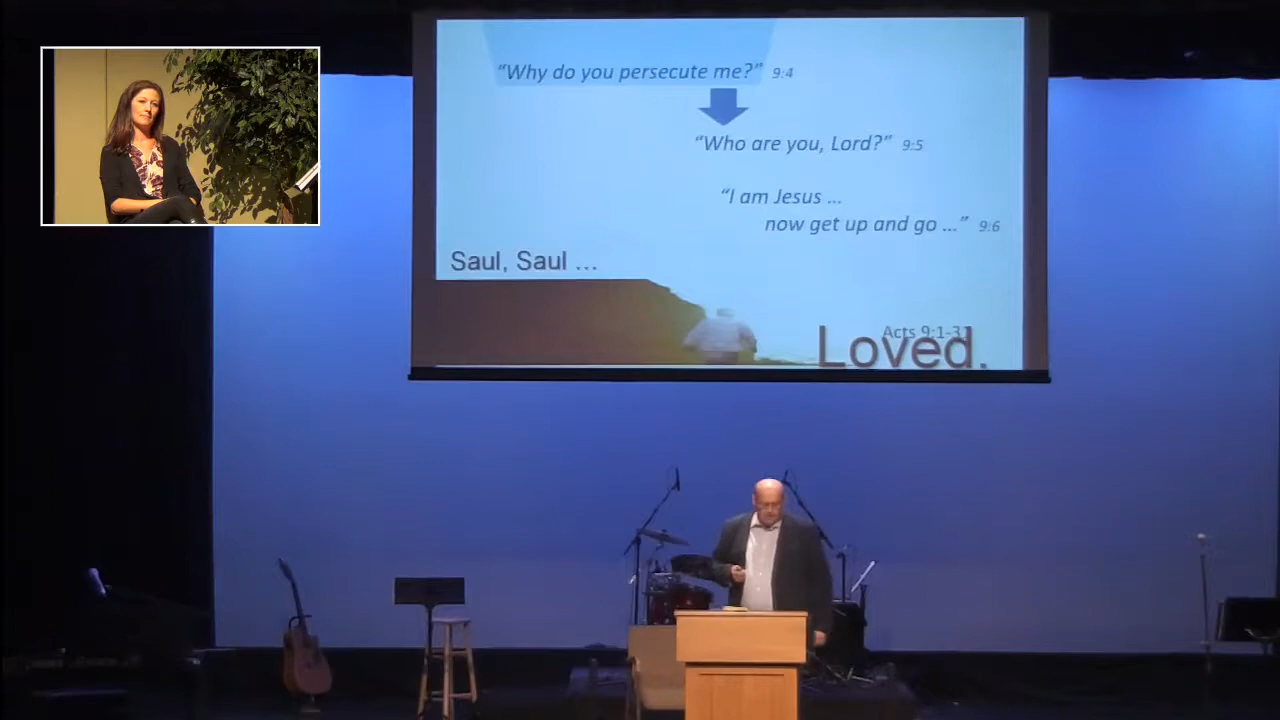 “Why do you persecute me?” 9:4
“Who are you, Lord?” 9:5
“I am Jesus ...
now get up and go ...” 9:6
Saul, Saul ...
Acts 9:1-31
Loved.